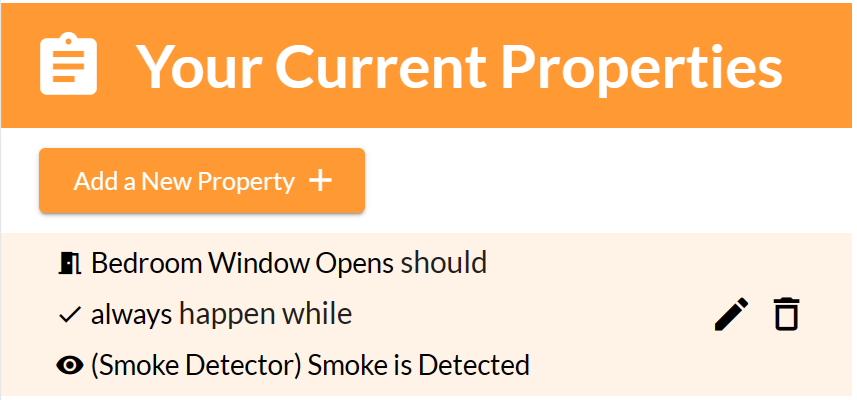 Your Current Properties
Add a New Property +
Bedroom Window Opens should
always happen while
(Smoke Detector) Smoke is Detected